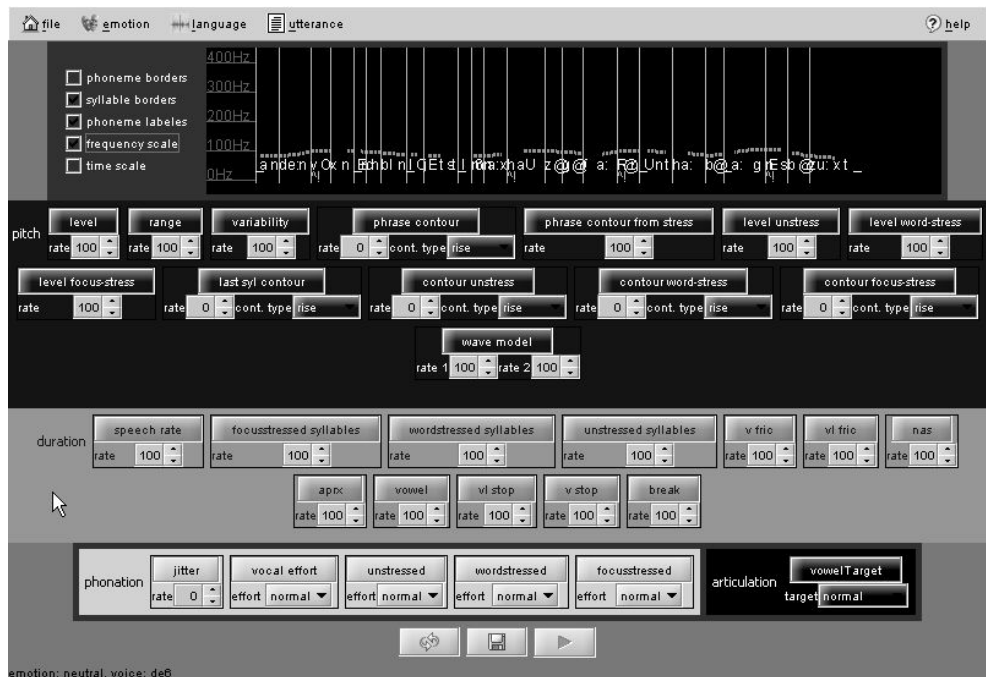 file emotion language utterance help
400Hz
phoneme borders
300Hz
syllable borders
phoneme labeles
200Hz
frequency scale
100Hz
time scale
0Hz
pitch
level range variability phrase contour phrase contour from stress level unstress level word-stress
rate 100 rate 100 rate 100 rate 0 cont. type rise rate 100 rate 100 rate 100
level focus-stress last syl contour contour unstress contour word-stress contour focus-stress
rate 100 rate 0 cont. type rise rate 0 cont. type rise rate 0 cont. type rise rate 0 cont. type rise
wave model
rate 1 100 rate 2 100
duration
speech rate focusstressed syllables wordstressed syllables unstressed syllables v fric vl fric nas
rate 100 rate 100 rate 100 rate 100 rate 100 rate 100 rate 100
aprx vowel vl stop v stop break
rate 100 rate 100 rate 100 rate 100 rate 100
phonation
jitter vocal effort unstressed wordstressed focusstressed
rate 0 effort normal effort normal effort normal effort normal
articulation
vowelTarget
target normal
emotion: neutral, voice: de6